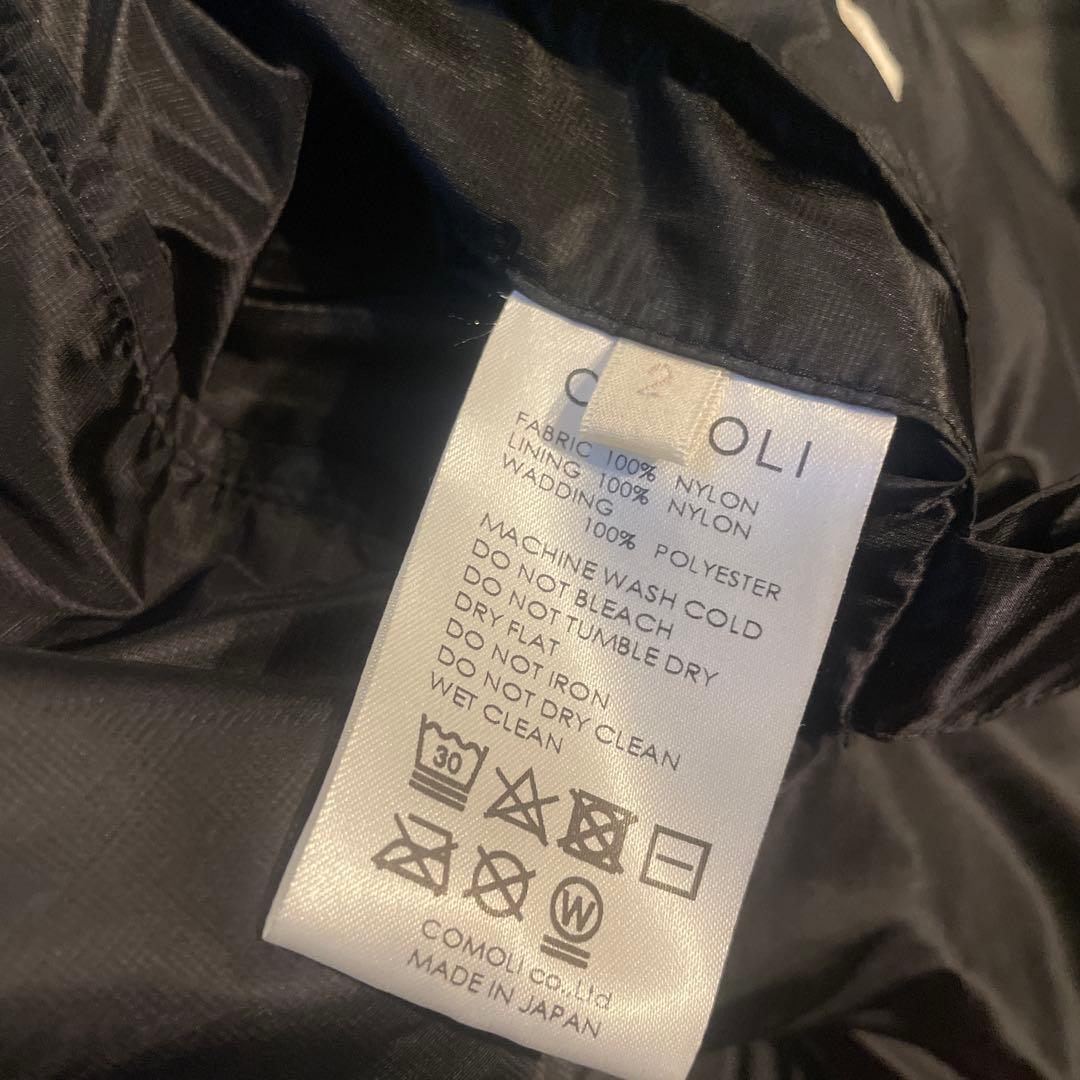 2
C OLI
FABRIC 100% NYLON
LINING 100% NYLON
WADDING
100% POLYESTER
MACHINE WASH COLD
DO NOT BLEACH
DO NOT TUMBLE DRY
DRY FLAT
DO NOT IRON
DO NOT DRY CLEAN
WET CLEAN
30
W
COMOLI co.,Ltd
MADE IN JAPAN